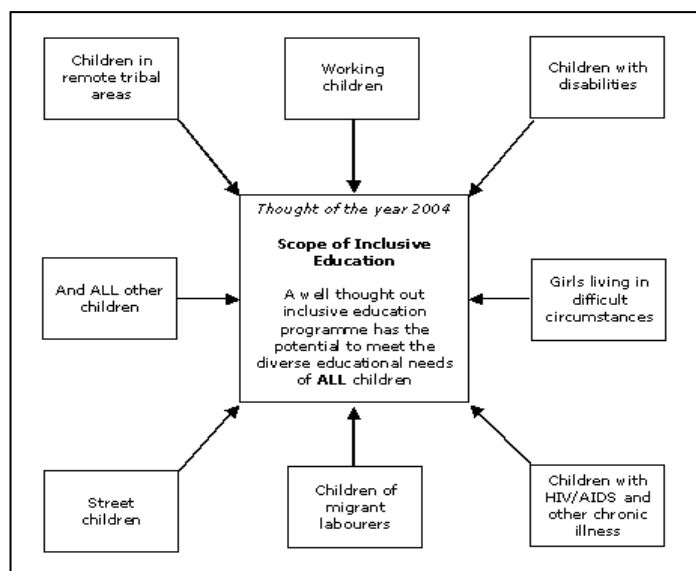 Children in
remote tribal
areas
Working
children
Children with
disabilities
Thought of the year 2004
Scope of Inclusive
Education
A well thought out
inclusive education
programme has the
potential to meet the
diverse educational needs
of ALL children
And ALL other
children
Girls living in
difficult
circumstances
Street
children
Children of
migrant
labourers
Children with
HIV/AIDS and
other chronic
illness